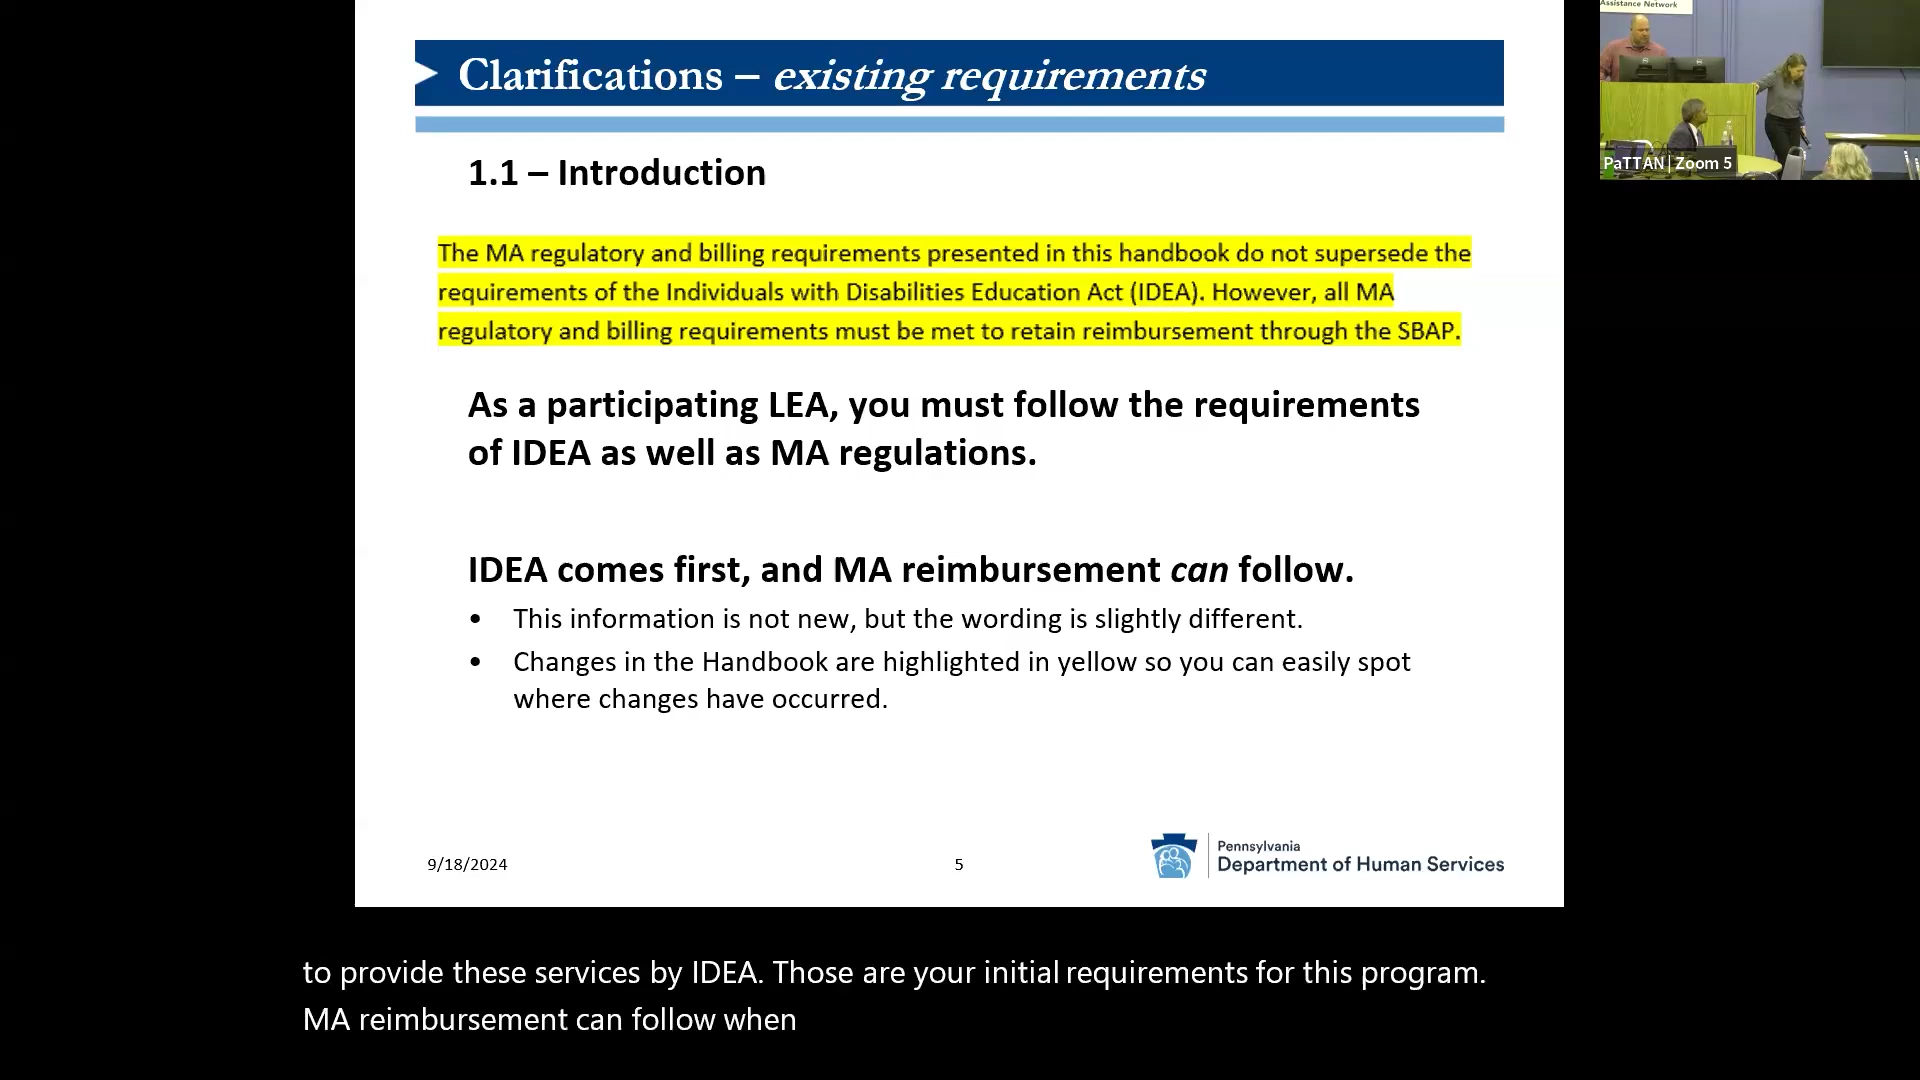 Assistance Network
Clarifications – existing requirements
1.1 – Introduction
The MA regulatory and billing requirements presented in this handbook do not supersede the
requirements of the Individuals with Disabilities Education Act (IDEA). However, all MA
regulatory and billing requirements must be met to retain reimbursement through the SBAP.
As a participating LEA, you must follow the requirements
of IDEA as well as MA regulations.
IDEA comes first, and MA reimbursement can follow.
• This information is not new, but the wording is slightly different.
• Changes in the Handbook are highlighted in yellow so you can easily spot
where changes have occurred.
9/18/2024
5
Pennsylvania
Department of Human Services
PaTTAN | Zoom 5
to provide these services by IDEA. Those are your initial requirements for this program.
MA reimbursement can follow when